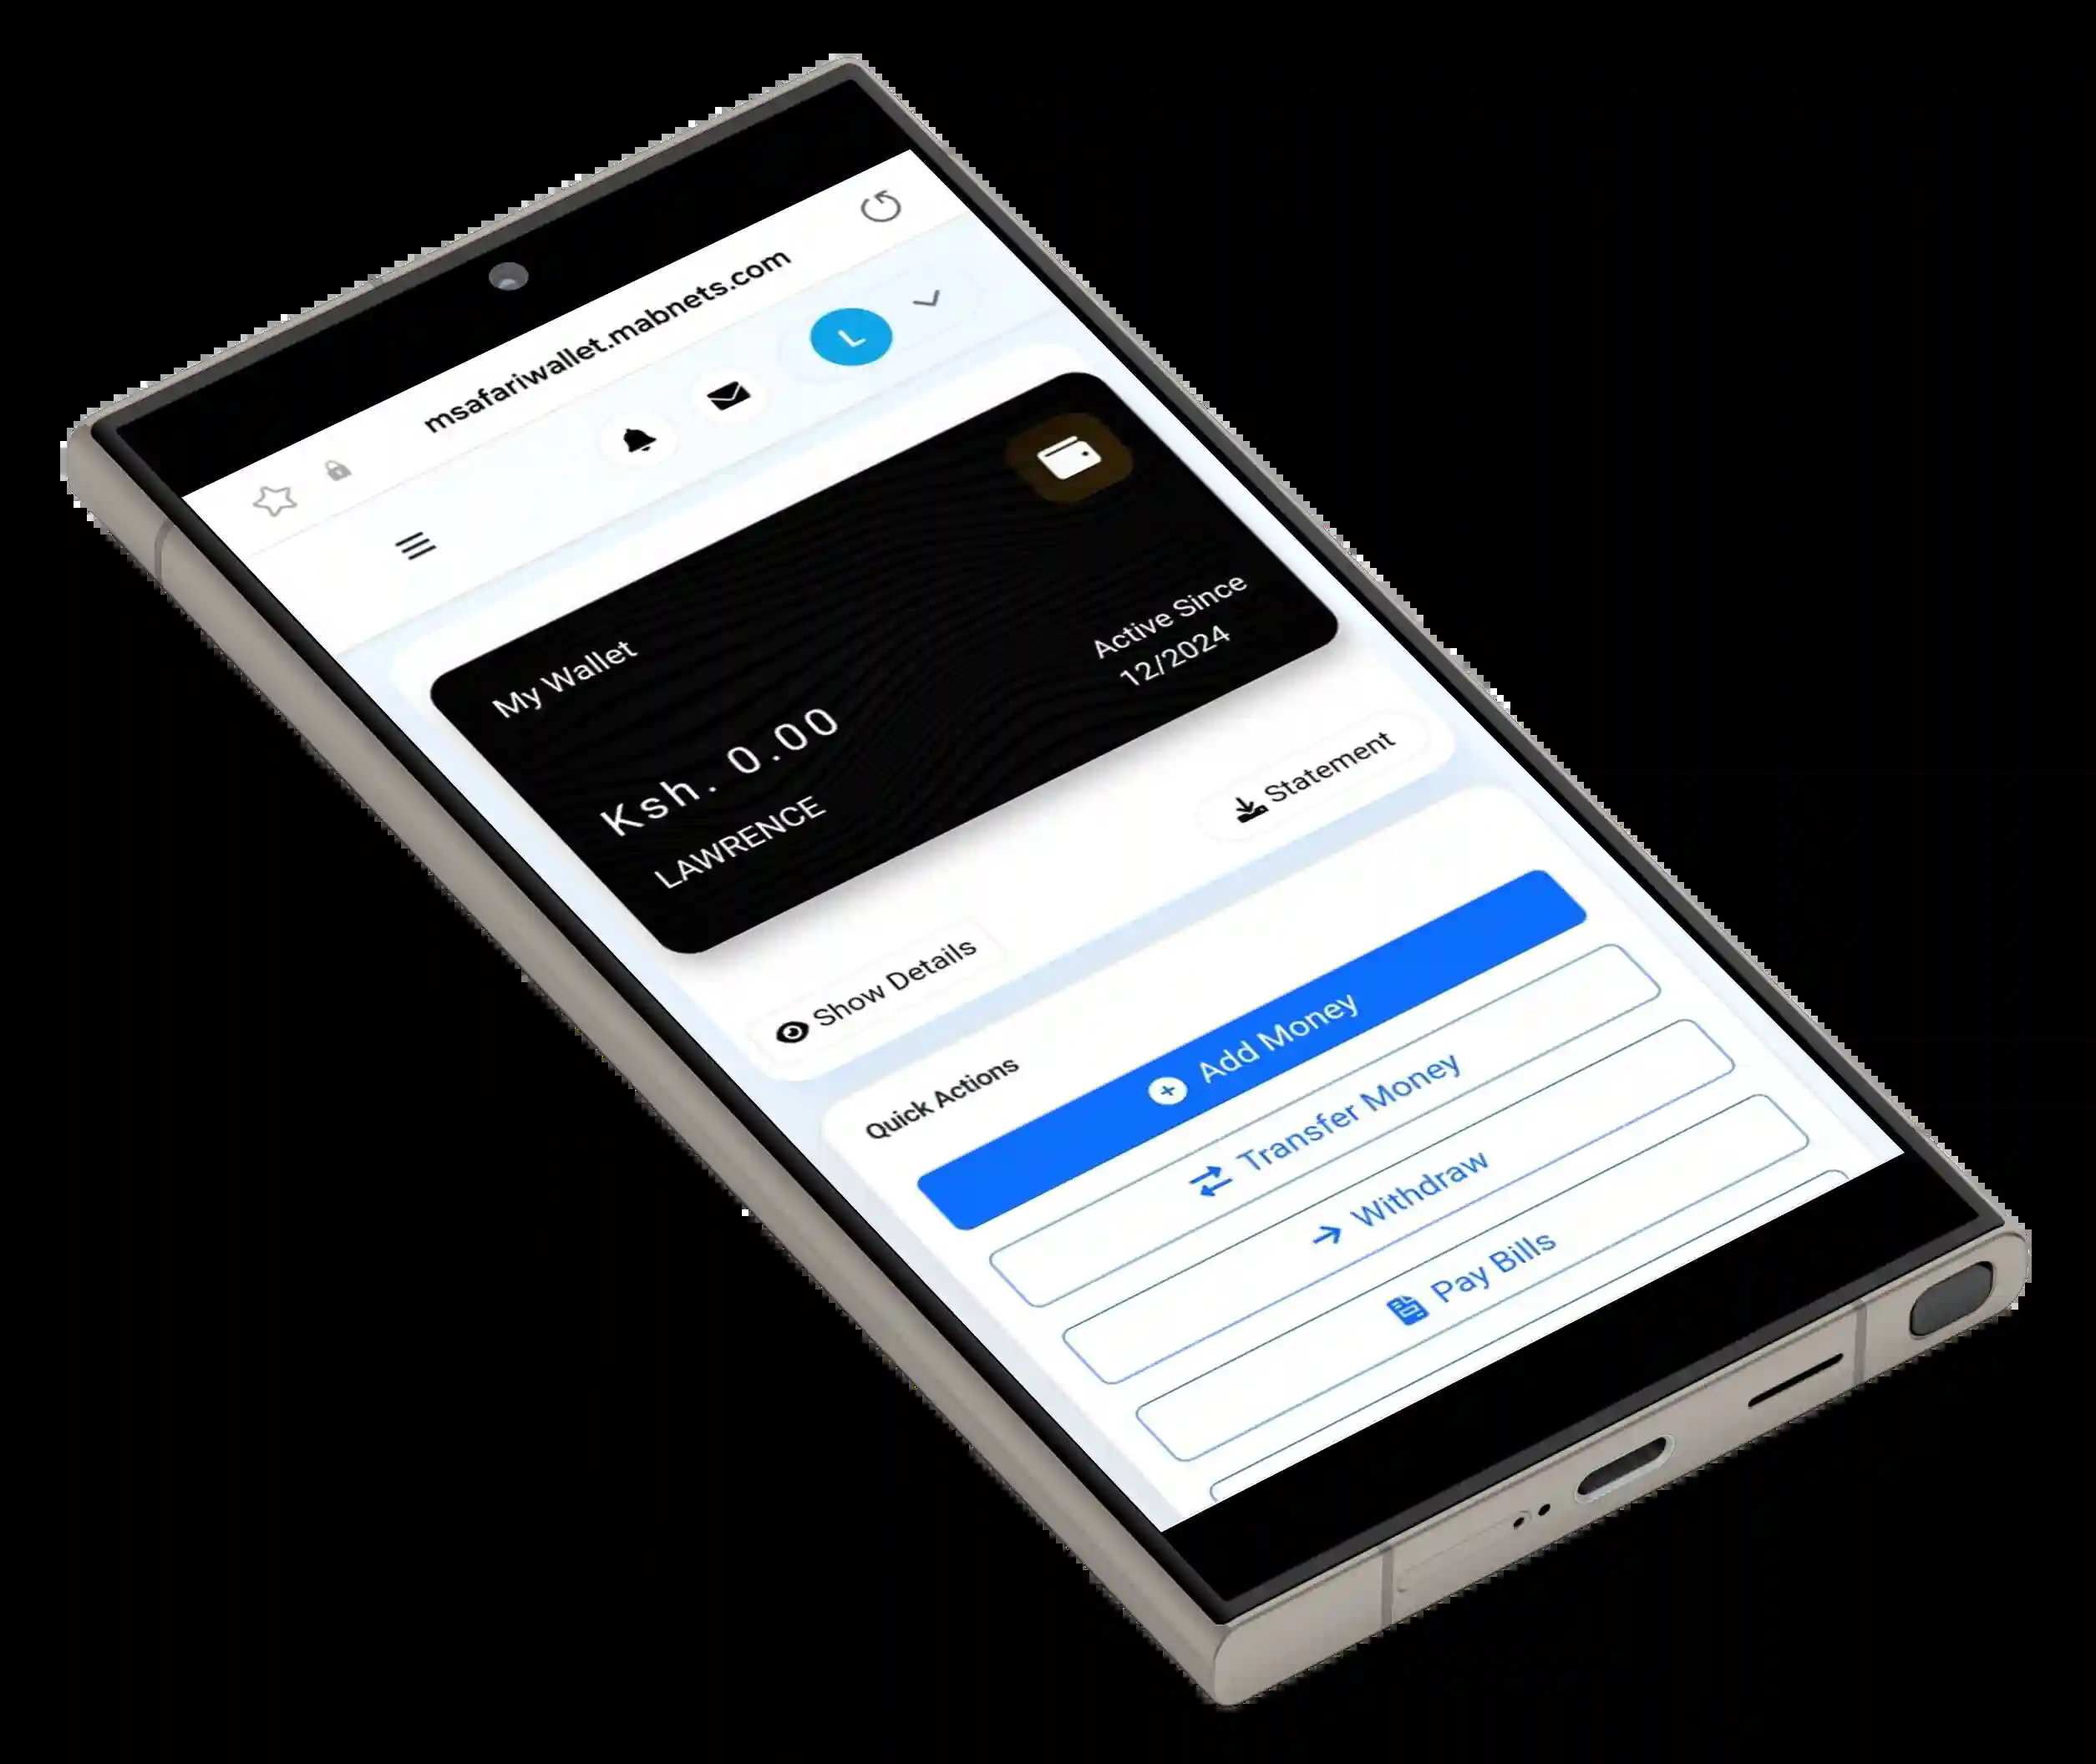 msafariwallet.mabnets.com
L
My Wallet
Ksh. 0.00
LAWRENCE
Active Since
12/2024
Show Details
Statement
Quick Actions
Add Money
Transfer Money
Withdraw
Pay Bills